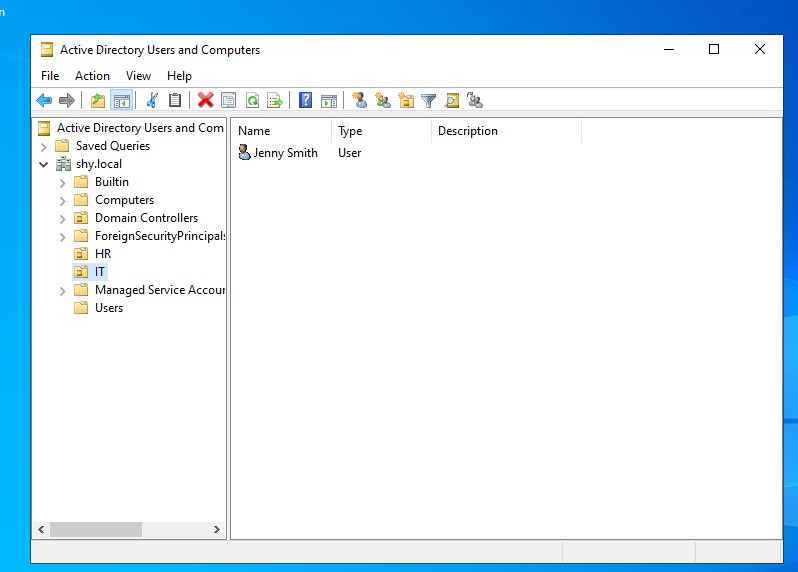 n
Active Directory Users and Computers
File Action View Help
Active Directory Users and Com
Saved Queries
shy.local
Builtin
Computers
Domain Controllers
ForeignSecurityPrincipals
HR
IT
Managed Service Accour
Users
Name Type Description
Jenny Smith User